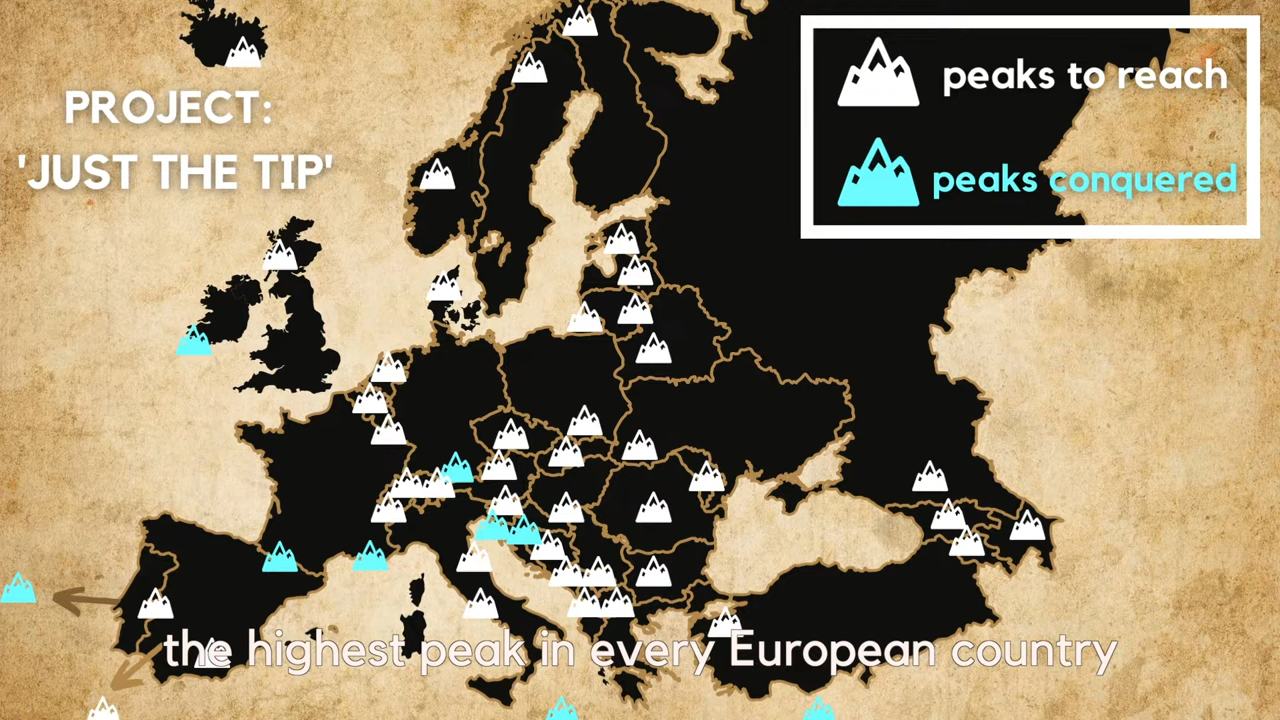 PROJECT:
'JUST THE TIP'
peaks to reach
peaks conquered
the highest peak in every European country